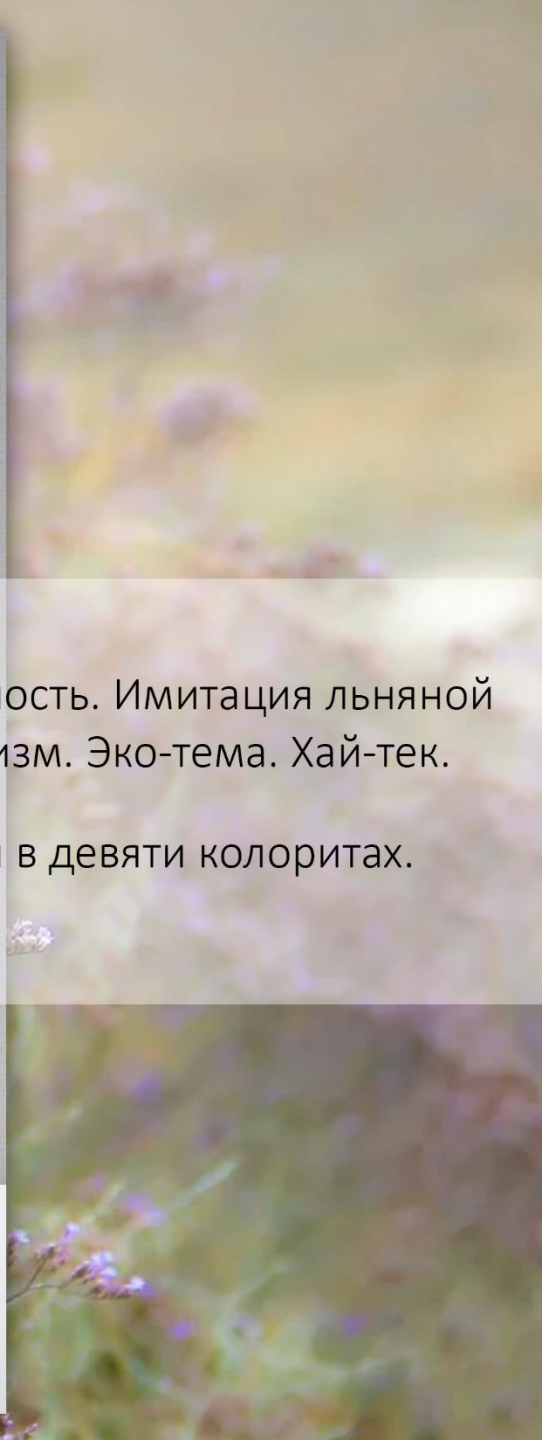 ость. Имитация льняной
изм. Эко-тема. Хай-тек.
в девяти колоритах.